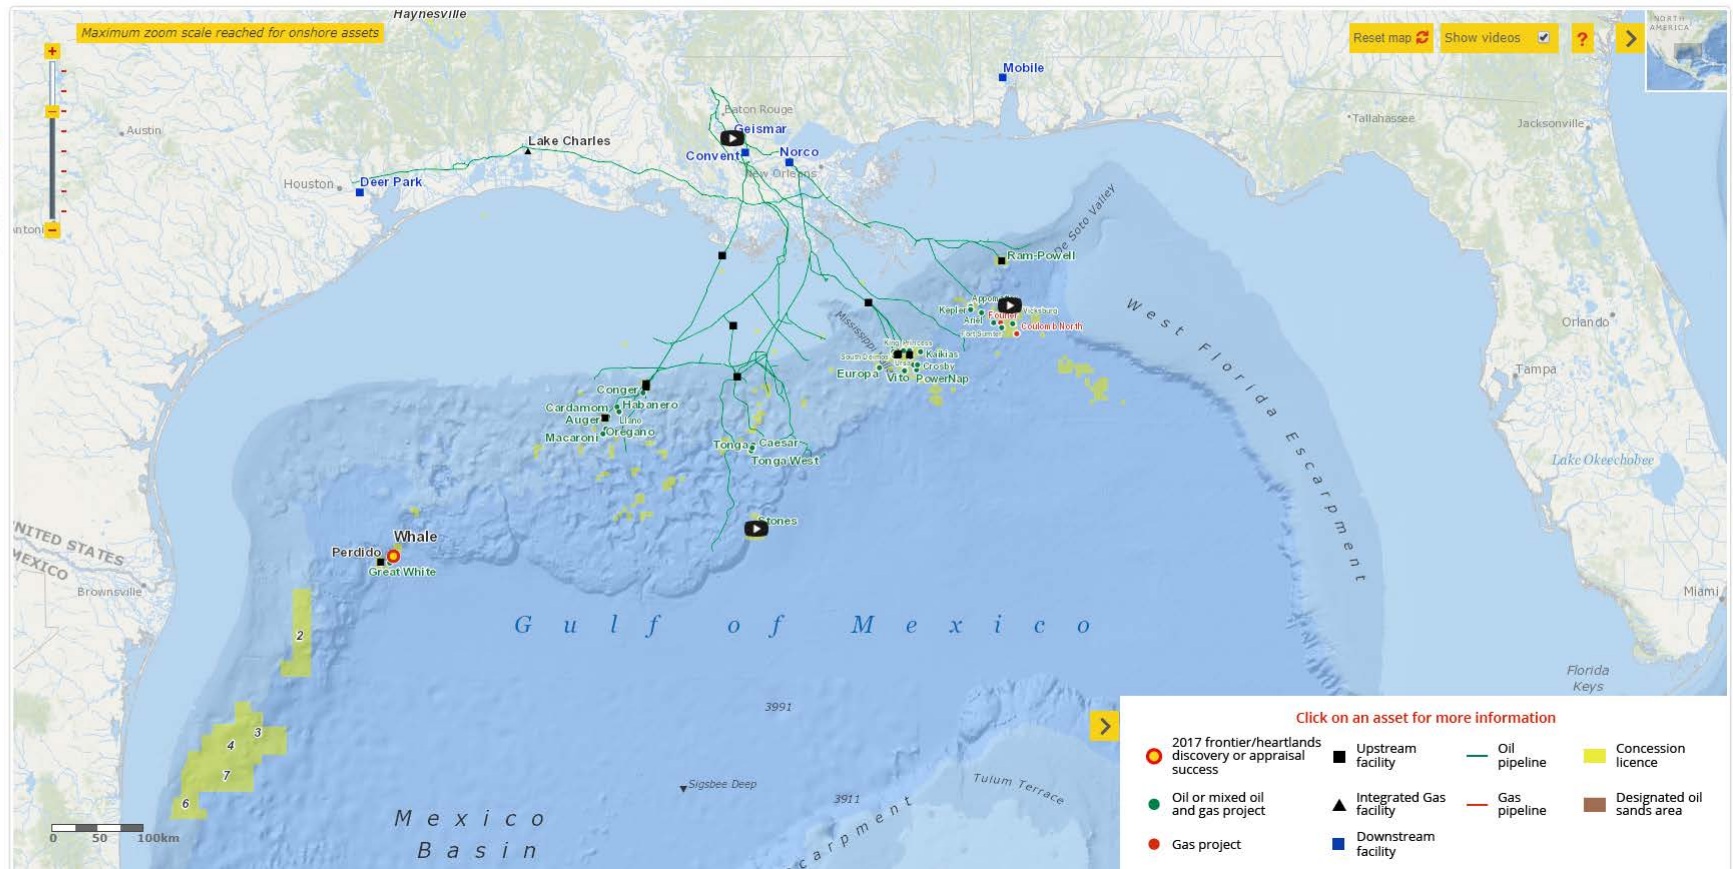 Haynesville
Maximum zoom scale reached for onshore assets
Reset map
Show videos
?
NORTH
AMERICA
+
−
Mobile
Austin
Baton Rouge
Geismar
Tallahassee
Jacksonville
Lake Charles
Convent
Norco
New Orleans
Houston
Deer Park
De Soto Valley
Ram-Powell
West Florida Escarpment
Kepler
Ariel
Fourier
Vicksburg
Coulomb North
Fort Sumter
Orlando
Mississippi
Kaikias
Crosby
Europa
Vito
PowerNap
Tampa
Conger
Cardamom
Habanero
Auger
Llano
Macaroni
Oregano
Tonga
Caesar
Tonga West
Lake Okeechobee
Stones
UNITED STATES
MEXICO
Whale
Perdido
Great White
Brownsville
Miami
Gulf of Mexico
2
Florida
Keys
3991
3
4
7
6
Sigsbee Deep
3911
Tulum Terrace
Mexico
Basin
carpment
0 50 100km
Click on an asset for more information
2017 frontier/heartlands
discovery or appraisal
success
Upstream
facility
Oil
pipeline
Concession
licence
Oil or mixed oil
and gas project
Integrated Gas
facility
Gas
pipeline
Designated oil
sands area
Gas project
Downstream
facility